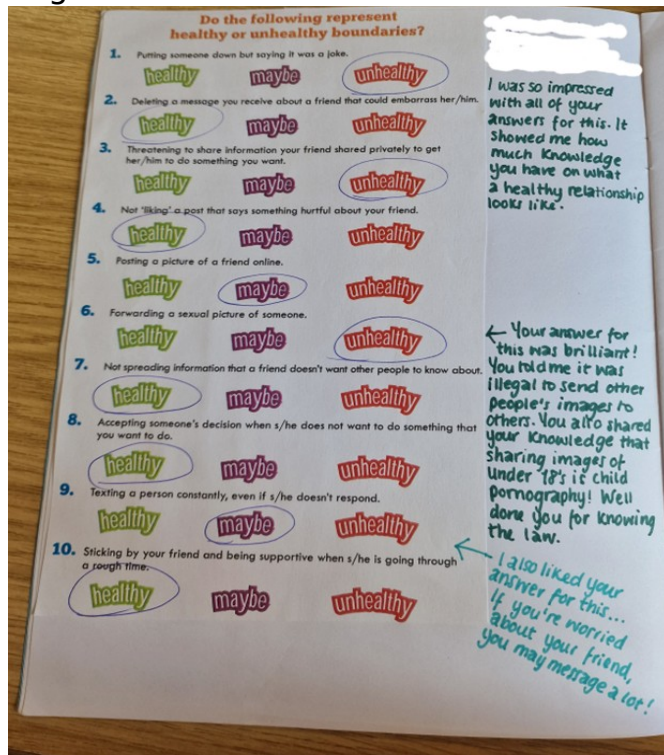 Do the following represent
healthy or unhealthy boundaries?
1. Putting someone down but saying it was a joke.
healthy maybe unhealthy
2. Deleting a message you receive about a friend that could embarrass her/him.
healthy maybe unhealthy
3. Threatening to share information your friend shared privately to get
her/him to do something you want.
healthy maybe unhealthy
4. Not "liking" a post that says something hurtful about your friend.
healthy maybe unhealthy
5. Posting a picture of a friend online.
healthy maybe unhealthy
6. Forwarding a sexual picture of someone.
healthy maybe unhealthy
7. Not spreading information that a friend doesn't want other people to know about.
healthy maybe unhealthy
8. Accepting someone's decision when s/he does not want to do something that
you want to do.
healthy maybe unhealthy
9. Texting a person constantly, even if s/he doesn't respond.
healthy maybe unhealthy
10. Sticking by your friend and being supportive when s/he is going through
a rough time.
healthy maybe unhealthy
I was so impressed
with all of your
answers for this. It
showed me how
much knowledge
you have on what
a healthy relationship
looks like.
Your answer for
this was brilliant!
You told me it was
illegal to send other
people's images to
others. You also shared
your knowledge that
sharing images of
under 18's is child
pornography! Well
done you for knowing
the law.
I also liked your
answer for this...
If you're worried
about your friend,
you may message a lot!